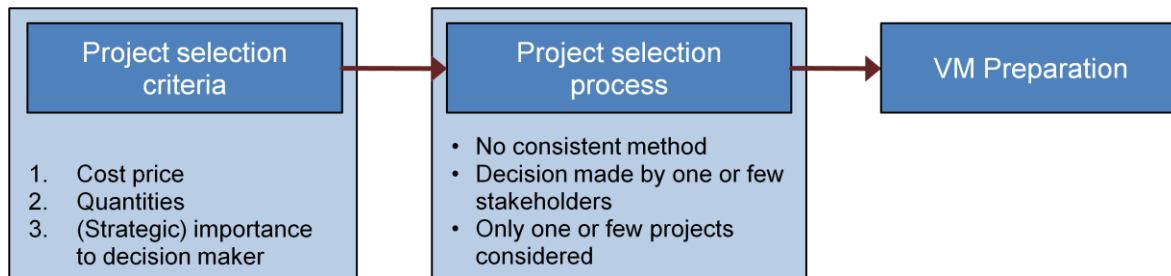 Project selection
criteria
1. Cost price
2. Quantities
3. (Strategic) importance
to decision maker
Project selection
process
• No consistent method
• Decision made by one or few
stakeholders
• Only one or few projects
considered
VM Preparation